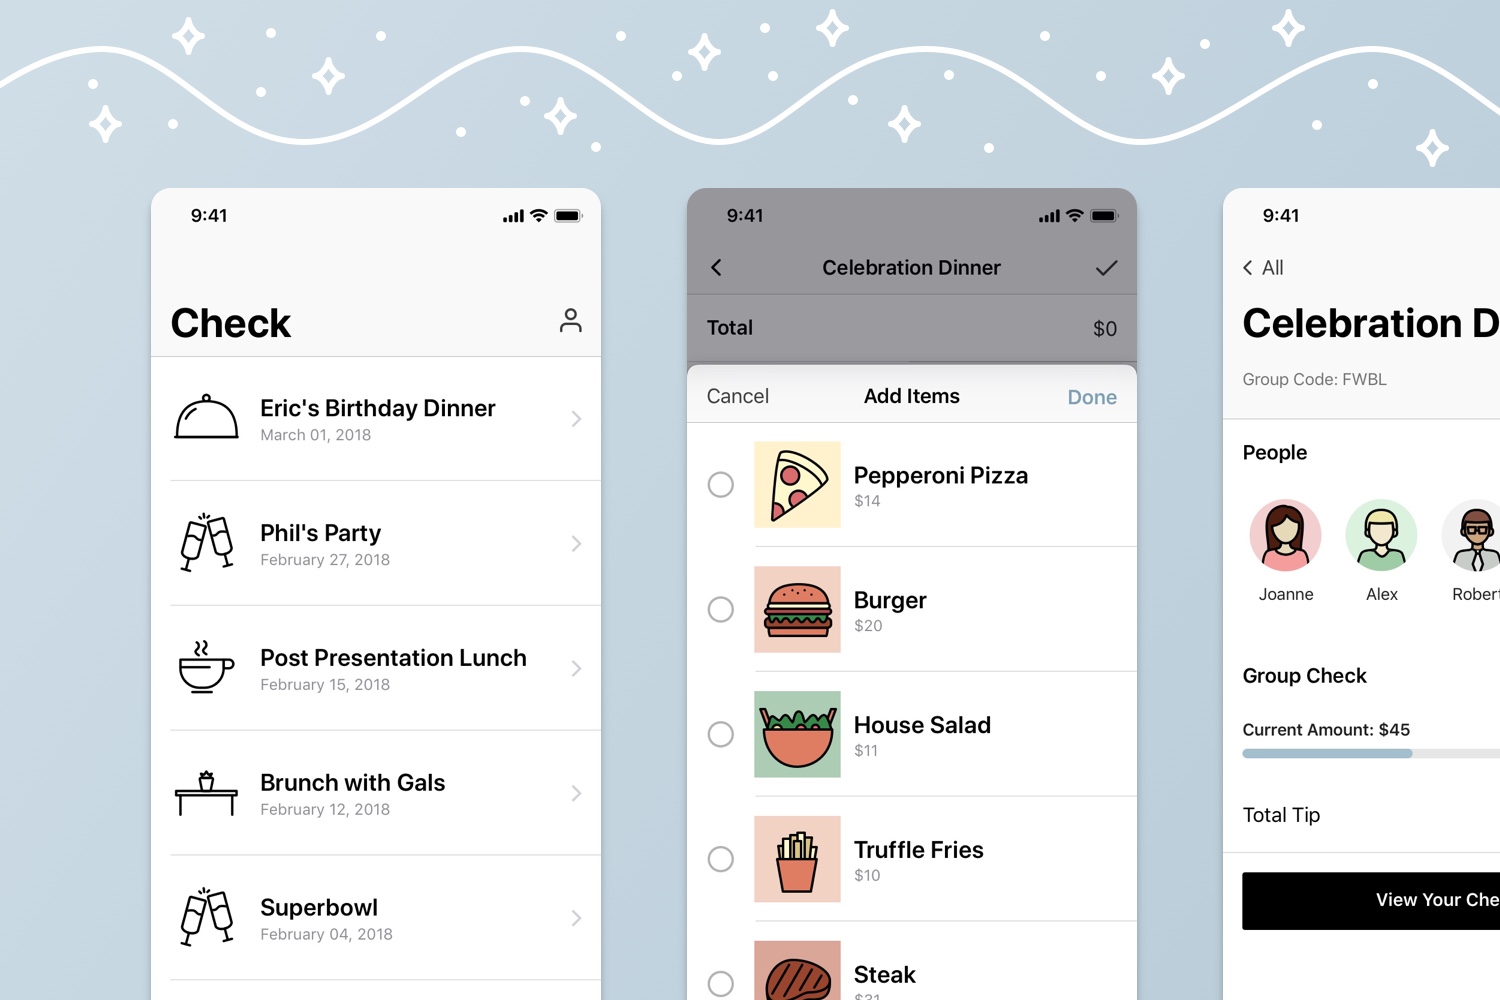 9:41
Check
Eric's Birthday Dinner
March 01, 2018
Phil's Party
February 27, 2018
Post Presentation Lunch
February 15, 2018
Brunch with Gals
February 12, 2018
Superbowl
February 04, 2018
9:41
Celebration Dinner
Total $0
Cancel Add Items Done
Pepperoni Pizza
$14
Burger
$20
House Salad
$11
Truffle Fries
$10
Steak
$31
9:41
All
Celebration D
Group Code: FWBL
People
Joanne Alex Robert
Group Check
Current Amount: $45
Total Tip
View Your Che